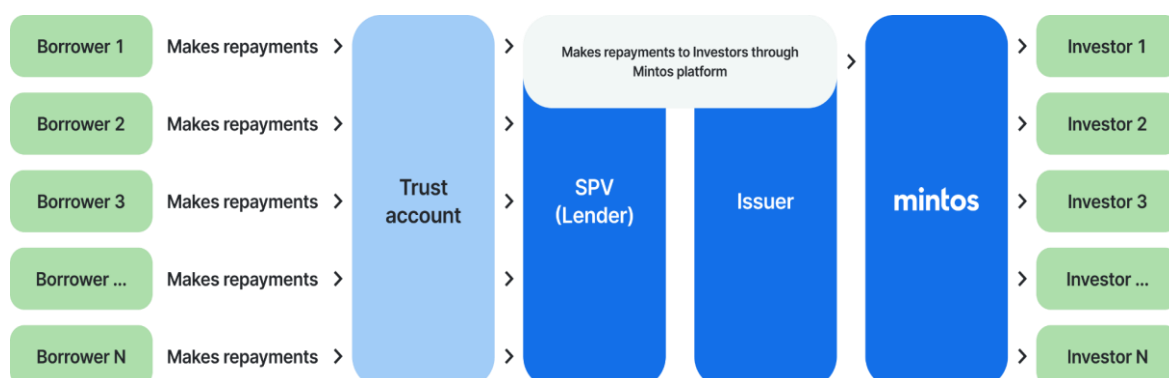 Borrower 1
Makes repayments
Makes repayments to Investors through
Mintos platform
Investor 1
Borrower 2
Makes repayments
Investor 2
Borrower 3
Makes repayments
Trust
account
SPV
(Lender)
Issuer
mintos
Investor 3
Borrower ...
Makes repayments
Investor ...
Borrower N
Makes repayments
Investor N